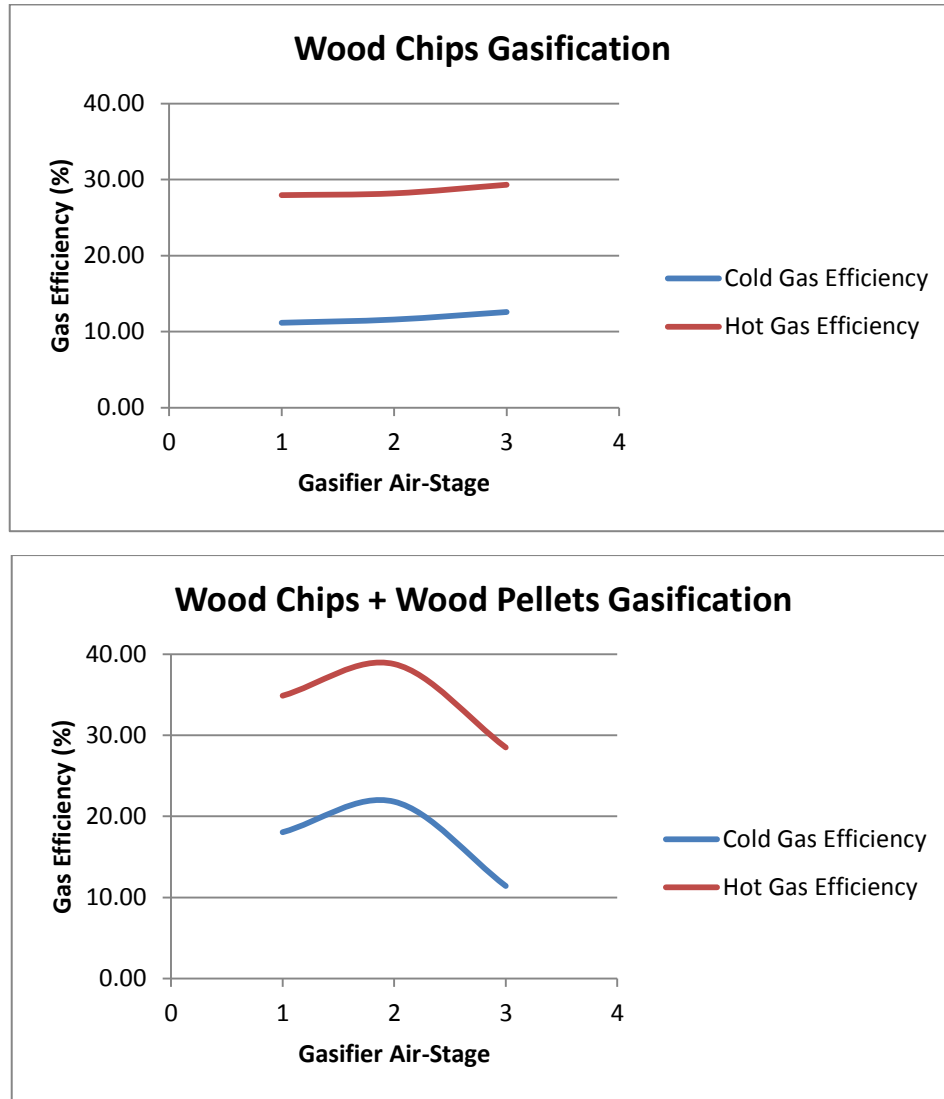 Wood Chips Gasification
Gas Efficiency (%)
40.00
30.00
20.00
10.00
0.00
0 1 2 3 4
Gasifier Air-Stage
Cold Gas Efficiency
Hot Gas Efficiency
Wood Chips + Wood Pellets Gasification
Gas Efficiency (%)
40.00
30.00
20.00
10.00
0.00
0 1 2 3 4
Gasifier Air-Stage
Cold Gas Efficiency
Hot Gas Efficiency